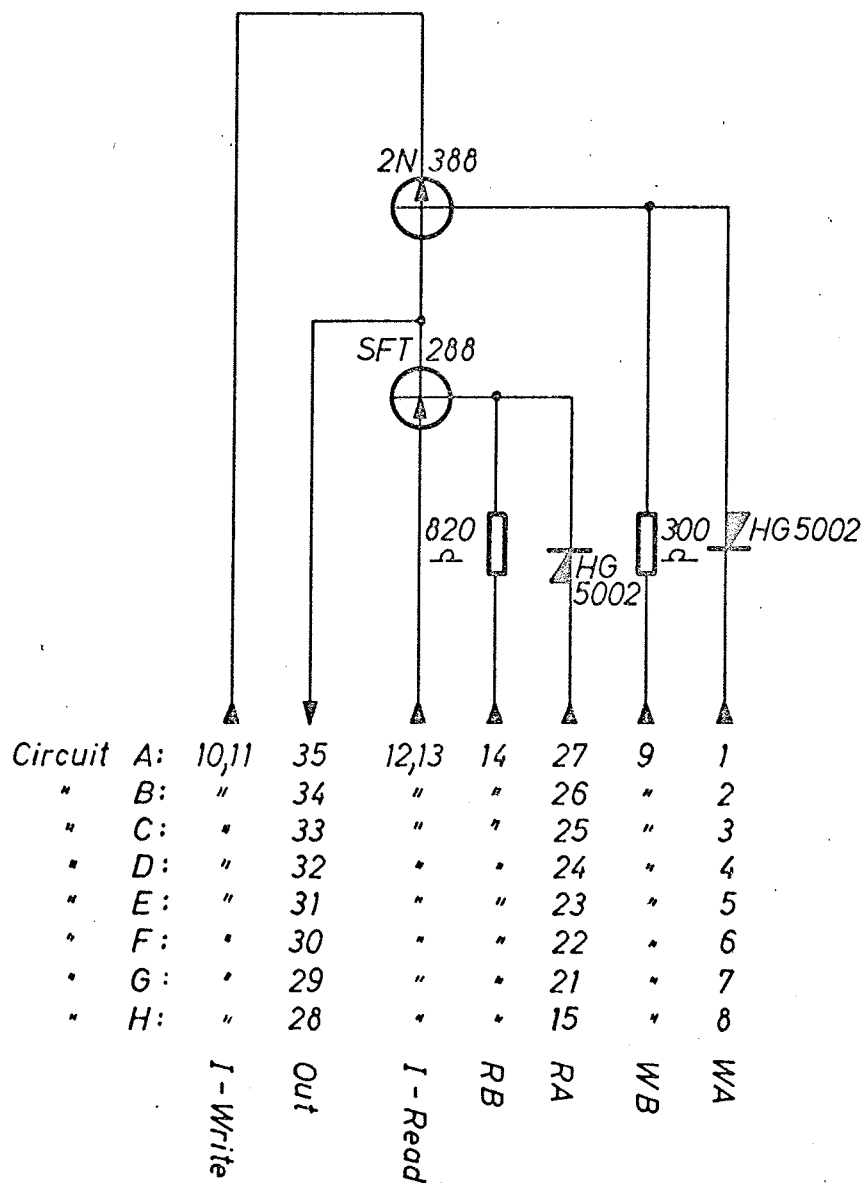 2N 388
SFT 288
820
Ω
HG
5002
300
Ω
HG5002
Circuit A: 10,11 35 12,13 14 27 9 1
" B: " 34 " " 26 " 2
" C: " 33 " " 25 " 3
" D: " 32 " " 24 " 4
" E: " 31 " " 23 " 5
" F: " 30 " " 22 " 6
" G: " 29 " " 21 " 7
" H: " 28 " " 15 " 8
I-Write
Out
I-Read
RB
RA
WB
WA